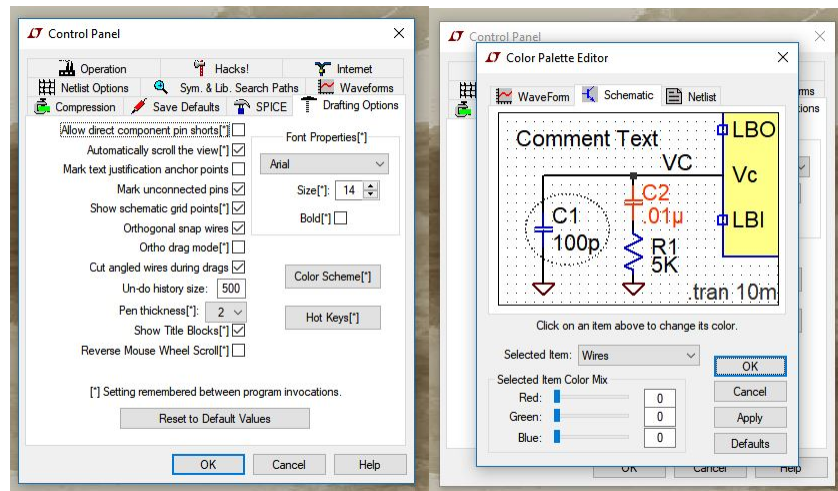 Control Panel
Operation
Hacks!
Internet
Netlist Options
Sym. & Lib. Search Paths
Waveforms
Compression
Save Defaults
SPICE
Drafting Options
Allow direct component pin shorts[*]
Automatically scroll the view[*]
Mark text justification anchor points
Mark unconnected pins
Show schematic grid points[*]
Orthogonal snap wires
Ortho drag mode[*]
Cut angled wires during drags
Un-do history size: 500
Pen thickness[*]: 2
Show Title Blocks[*]
Reverse Mouse Wheel Scroll[*]
Font Properties[*]
Arial
Size[*]: 14
Bold[*]
Color Scheme[*]
Hot Keys[*]
[*] Setting remembered between program invocations.
Reset to Default Values
OK
Cancel
Help
Control Panel
Color Palette Editor
WaveForm
Schematic
Netlist
Comment Text
LBO
VC
Vc
C2
.01µ
LBI
C1
100p
R1
5K
.tran 10m
Click on an item above to change its color.
Selected Item: Wires
Selected Item Color Mix
Red: 0
Green: 0
Blue: 0
OK
Cancel
Apply
Defaults
OK
Cancel
Help